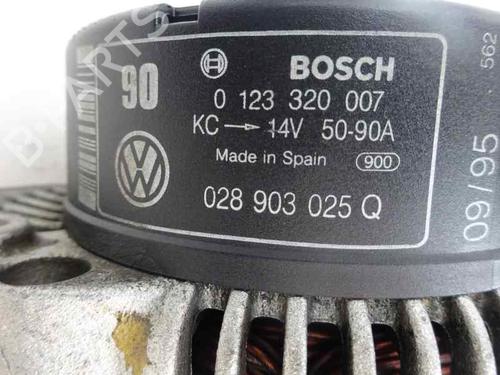 90
BOSCH
0 123 320 007
KC → 14V 50-90A
Made in Spain 900
028 903 025 Q
09/95
562